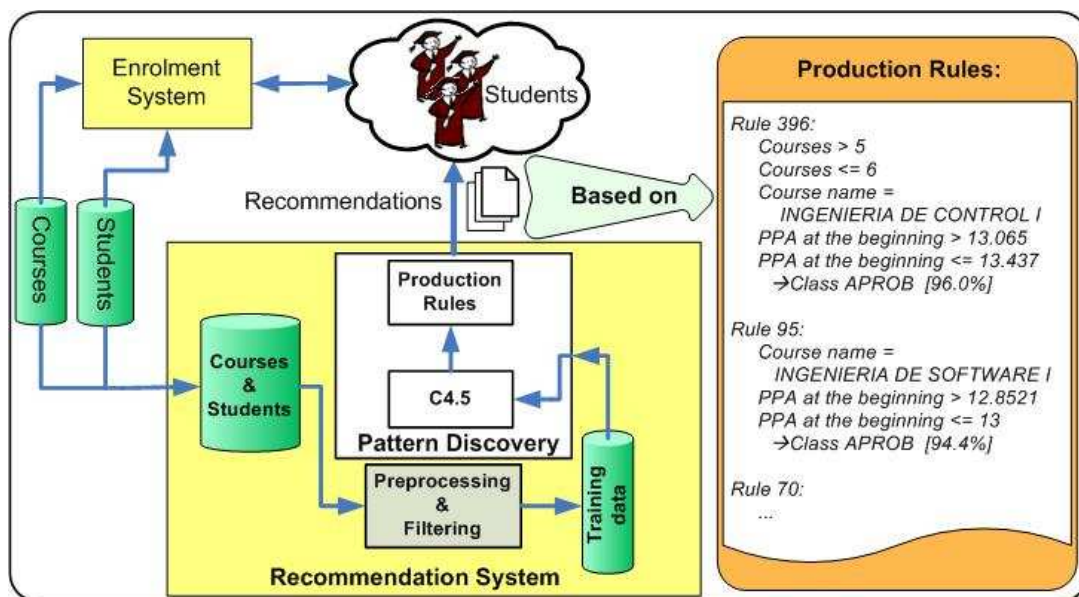 Enrolment
System
Students
Courses
Students
Recommendations
Based on
Production
Rules
Courses
&
Students
C4.5
Pattern Discovery
Preprocessing
&
Filtering
Training
data
Recommendation System
Production Rules:
Rule 396:
Courses > 5
Courses <= 6
Course name =
INGENIERIA DE CONTROL I
PPA at the beginning > 13.065
PPA at the beginning <= 13.437
→Class APROB [96.0%]
Rule 95:
Course name =
INGENIERIA DE SOFTWARE I
PPA at the beginning > 12.8521
PPA at the beginning <= 13
→Class APROB [94.4%]
Rule 70:
...